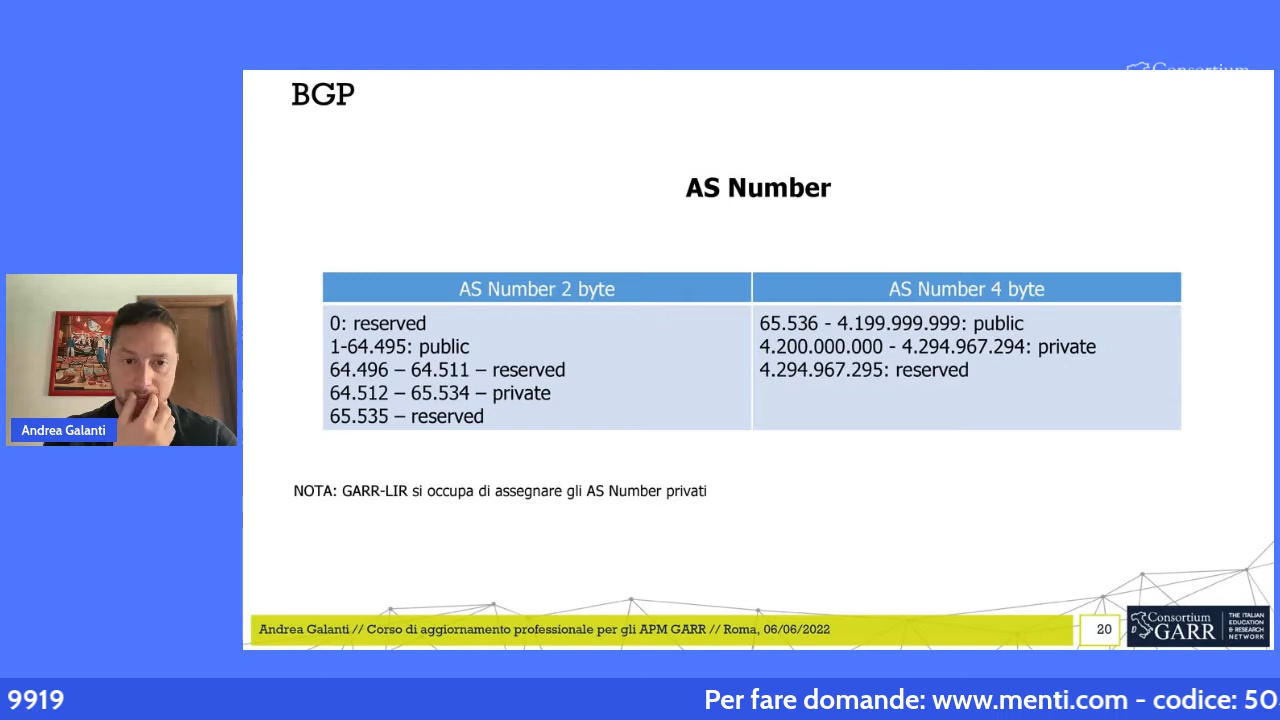 Consortium
BGP
AS Number
AS Number 2 byte
AS Number 4 byte
0: reserved
1-64.495: public
64.496 – 64.511 – reserved
64.512 – 65.534 – private
65.535 – reserved
65.536 - 4.199.999.999: public
4.200.000.000 - 4.294.967.294: private
4.294.967.295: reserved
Andrea Galanti
NOTA: GARR-LIR si occupa di assegnare gli AS Number privati
Andrea Galanti // Corso di aggiornamento professionale per gli APM GARR // Roma, 06/06/2022
20
Consortium
GARR
THE ITALIAN
EDUCATION
& RESEARCH
NETWORK
9919
Per fare domande: www.menti.com - codice: 50